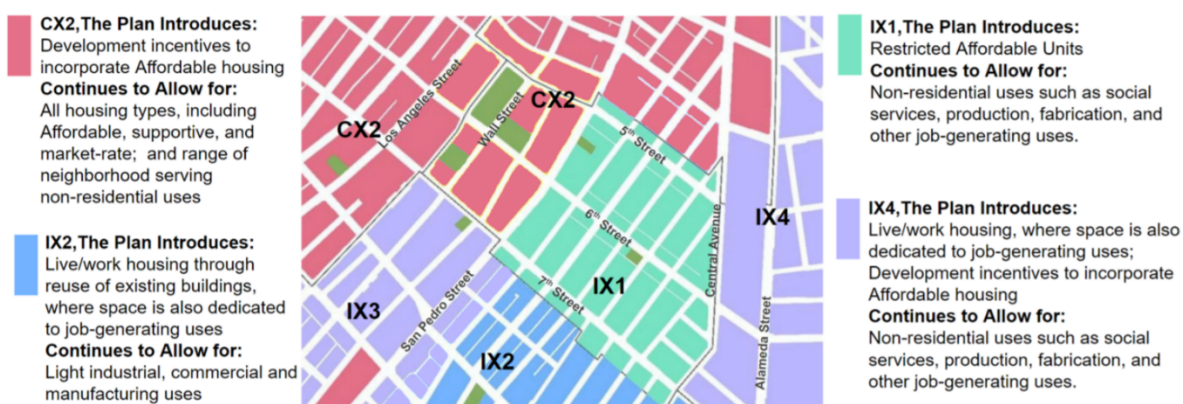 CX2,The Plan Introduces:
Development incentives to
incorporate Affordable housing
Continues to Allow for:
All housing types, including
Affordable, supportive, and
market-rate;  and range of
neighborhood serving
non-residential uses
IX2,The Plan Introduces:
Live/work housing through
reuse of existing buildings,
where space is also dedicated
to job-generating uses
Continues to Allow for:
Light industrial, commercial and
manufacturing uses
CX2
Los Angeles Street
Wall Street
CX2
5th Street
6th Street
7th Street
IX1
IX3
San Pedro Street
IX2
Central Avenue
IX4
Alameda Street
IX1,The Plan Introduces:
Restricted Affordable Units
Continues to Allow for:
Non-residential uses such as social
services, production, fabrication, and
other job-generating uses.
IX4,The Plan Introduces:
Live/work housing, where space is also
dedicated to job-generating uses;
Development incentives to incorporate
Affordable housing
Continues to Allow for:
Non-residential uses such as social
services, production, fabrication, and
other job-generating uses.